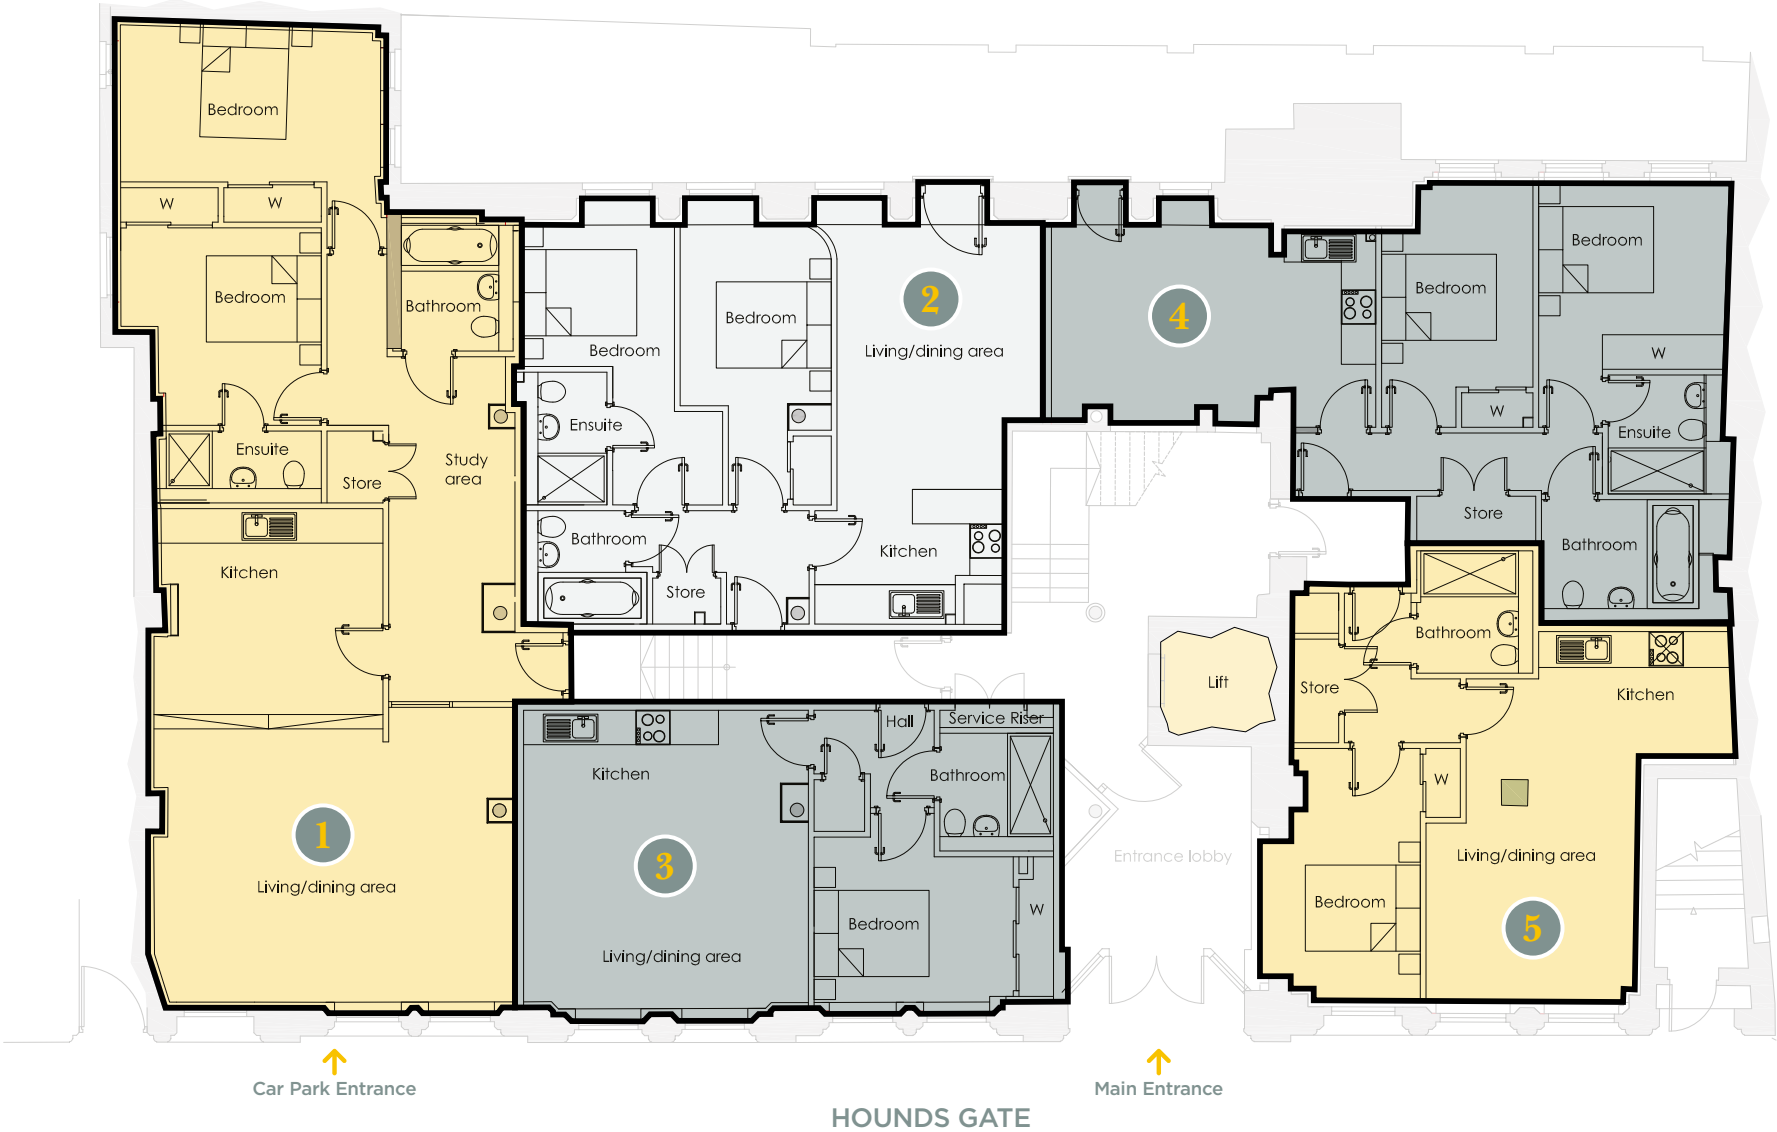 Bedroom
W
W
Bedroom
Bathroom
Ensuite
Store
Study
area
Kitchen
1
Living/dining area
Bedroom
Bedroom
2
Living/dining area
Ensuite
Bathroom
Store
Kitchen
Kitchen
Hall
Service Riser
Bathroom
3
Living/dining area
Bedroom
W
4
Bedroom
Bedroom
W
W
Ensuite
Store
Bathroom
Lift
Entrance lobby
Bathroom
Store
Kitchen
W
Living/dining area
Bedroom
5
Car Park Entrance
Main Entrance
HOUNDS GATE